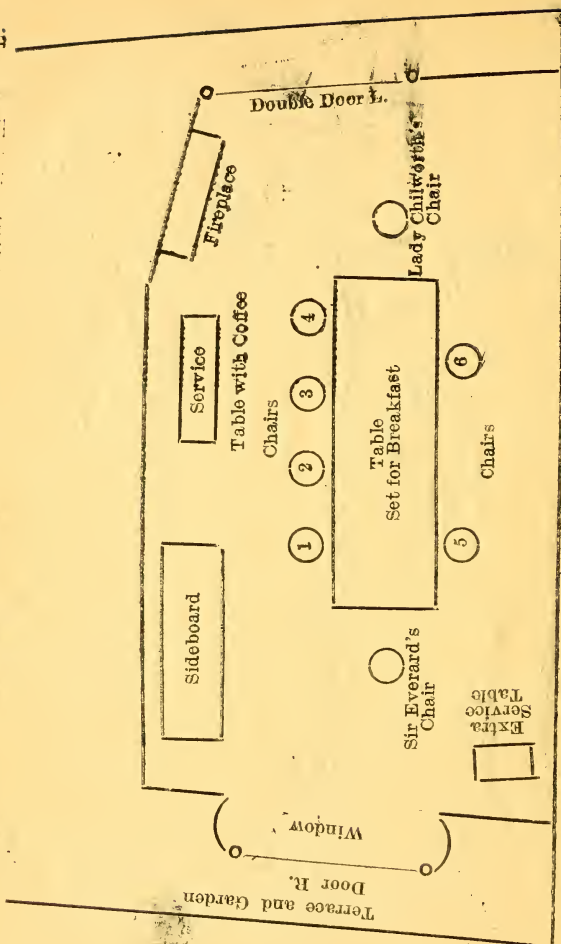 Double Door L.
Fireplace
Lady Chilworth's
Chair
Service
Table with Coffee
Chairs
4
3
2
1
Table
Set for Breakfast
6
5
Chairs
Sideboard
Sir Everard's
Chair
Extra
Service
Table
Window
Door R.
Terrace and Garden